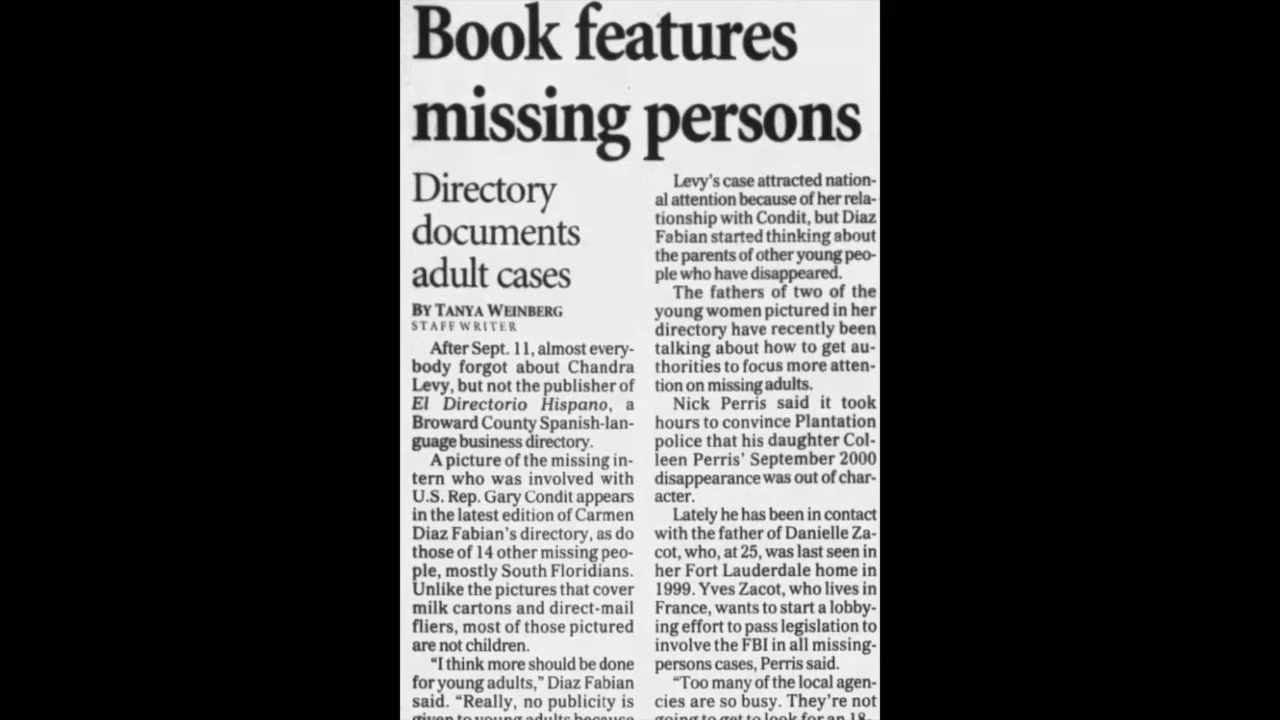 Book features
missing persons
Directory
documents
adult cases
BY TANYA WEINBERG
STAFF WRITER
After Sept. 11, almost every-
body forgot about Chandra
Levy, but not the publisher of
El Directorio Hispano, a
Broward County Spanish-lan-
guage business directory.
A picture of the missing in-
tern who was involved with
U.S. Rep. Gary Condit appears
in the latest edition of Carmen
Diaz Fabian's directory, as do
those of 14 other missing peo-
ple, mostly South Floridians.
Unlike the pictures that cover
milk cartons and direct-mail
fliers, most of those pictured
are not children.
"I think more should be done
for young adults," Diaz Fabian
said. "Really, no publicity is
given to young adults because
Levy's case attracted nation-
al attention because of her rela-
tionship with Condit, but Diaz
Fabian started thinking about
the parents of other young peo-
ple who have disappeared.
The fathers of two of the
young women pictured in her
directory have recently been
talking about how to get au-
thorities to focus more atten-
tion on missing adults.
Nick Perris said it took
hours to convince Plantation
police that his daughter Col-
leen Perris' September 2000
disappearance was out of char-
acter.
Lately he has been in contact
with the father of Danielle Za-
cot, who, at 25, was last seen in
her Fort Lauderdale home in
1999. Yves Zacot, who lives in
France, wants to start a lobby-
ing effort to pass legislation to
involve the FBI in all missing-
persons cases, Perris said.
"Too many of the local agen-
cies are so busy. They're not
going to get to look for an 18-